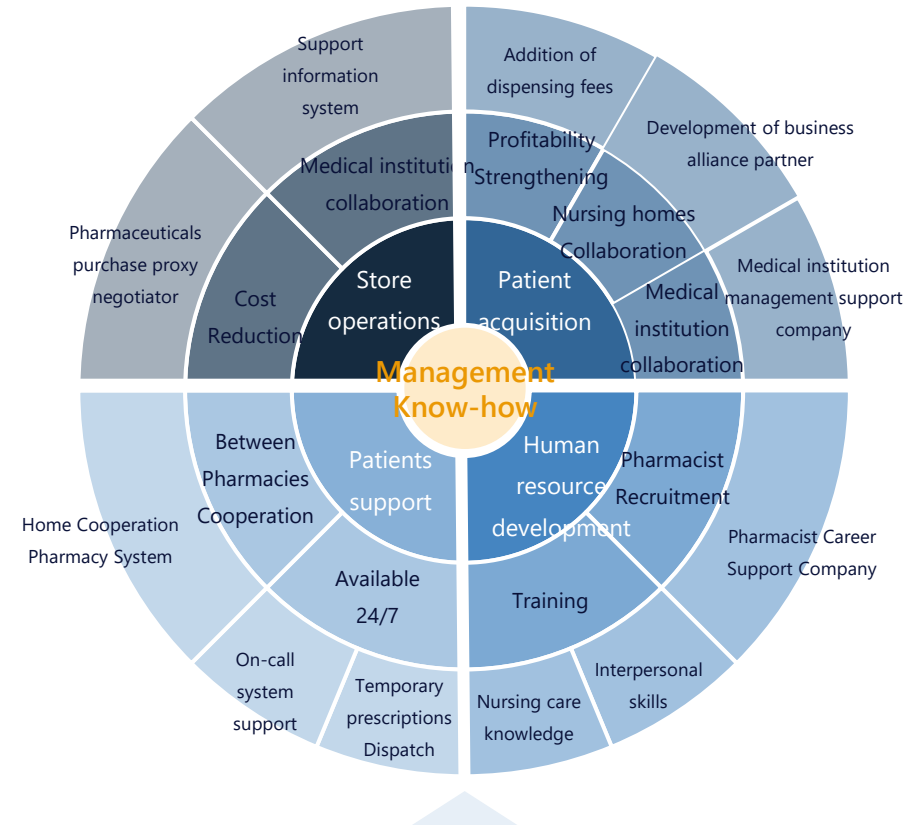 Support
information
system
Addition of
dispensing fees
Development of business
alliance partner
Medical institution
collaboration
Profitability
Strengthening
Nursing homes
Collaboration
Pharmaceuticals
purchase proxy
negotiator
Cost
Reduction
Store
operations
Patient
acquisition
Medical
institution
collaboration
Medical institution
management support
company
Management
Know-how
Between
Pharmacies
Cooperation
Patients
support
Human
resource
development
Pharmacist
Recruitment
Home Cooperation
Pharmacy System
Pharmacist Career
Support Company
Available
24/7
Training
On-call
system
support
Temporary
prescriptions
Dispatch
Nursing care
knowledge
Interpersonal
skills